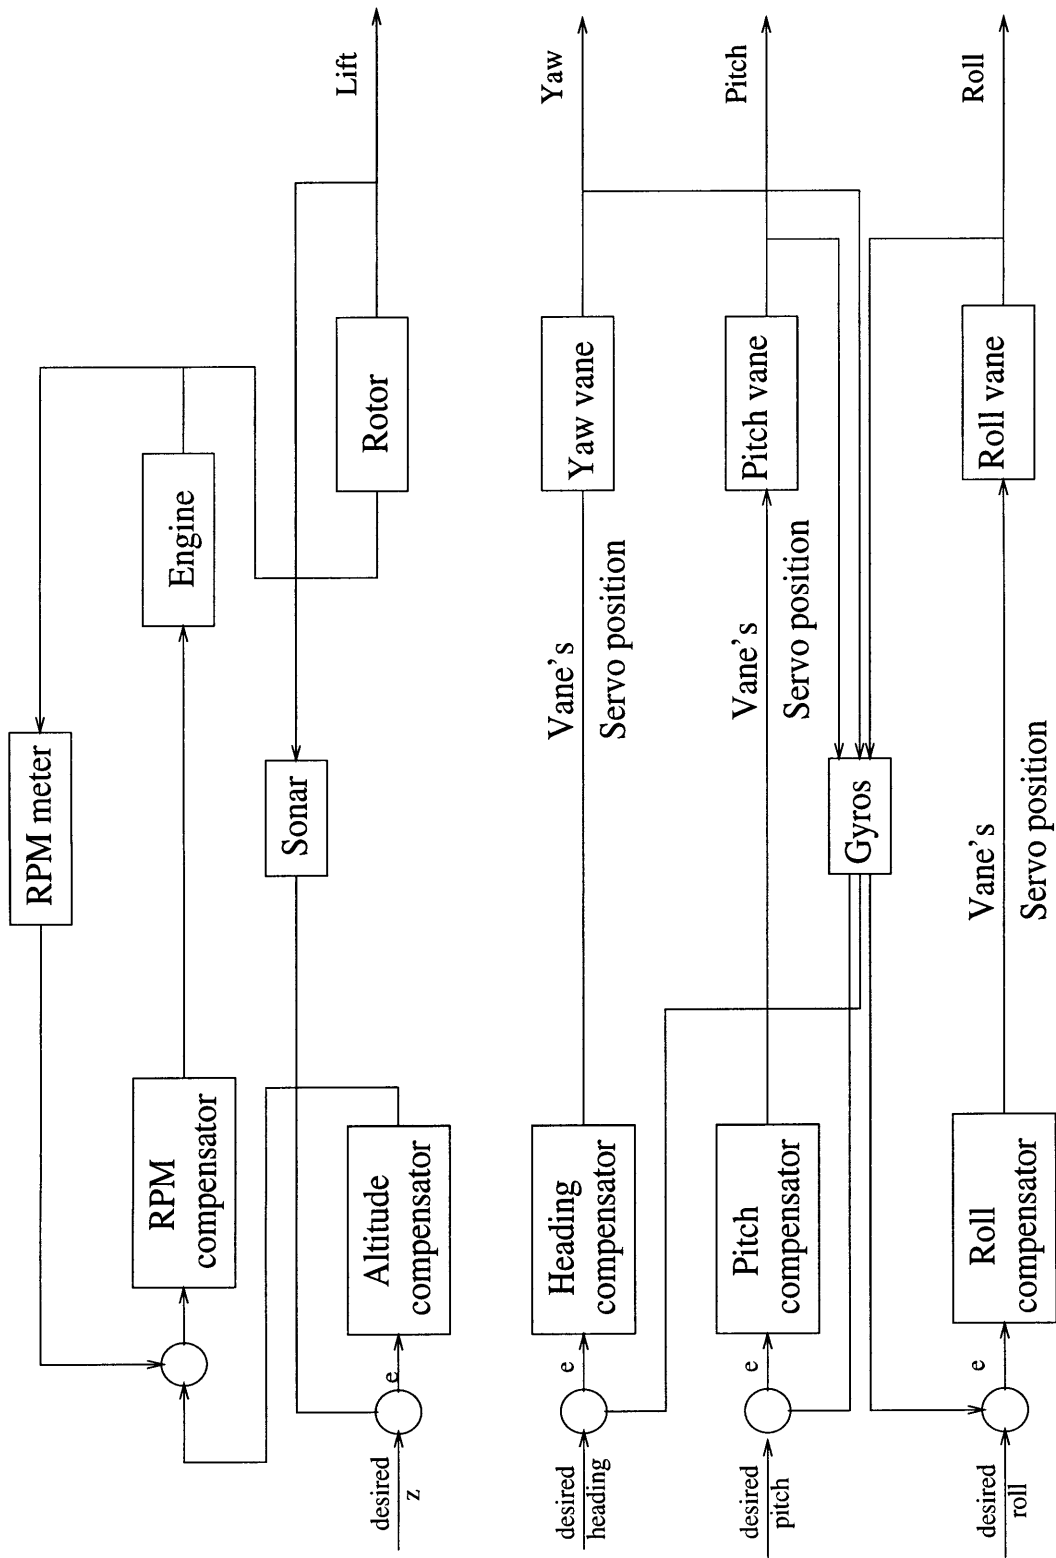 RPM meter
RPM
compensator
Engine
Sonar
desired
z
e
Altitude
compensator
Rotor
Lift
desired
heading
e
Heading
compensator
Vane's
Servo position
Yaw vane
Yaw
desired
pitch
e
Pitch
compensator
Vane's
Servo position
Pitch vane
Pitch
Gyros
desired
roll
e
Roll
compensator
Vane's
Servo position
Roll vane
Roll